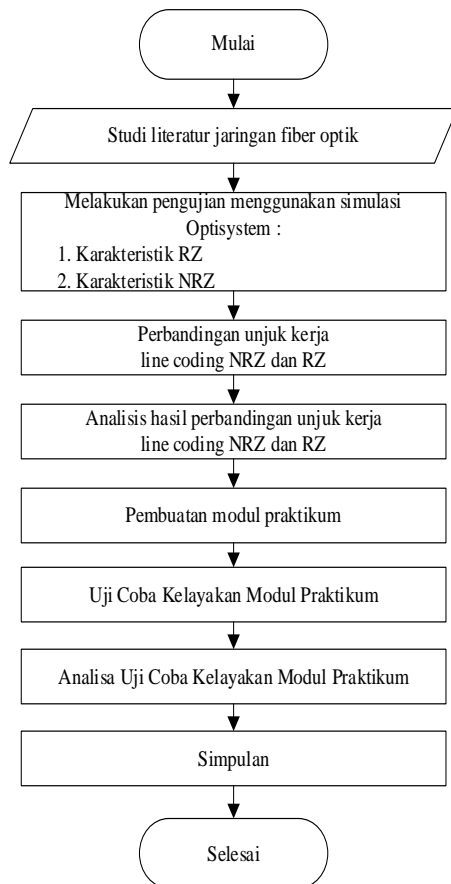 Mulai
Studi literatur jaringan fiber optik
Melakukan pengujian menggunakan simulasi
Optisystem :
1. Karakteristik RZ
2. Karakteristik NRZ
Perbandingan unjuk kerja
line coding NRZ dan RZ
Analisis hasil perbandingan unjuk kerja
line coding NRZ dan RZ
Pembuatan modul praktikum
Uji Coba Kelayakan Modul Praktikum
Analisa Uji Coba Kelayakan Modul Praktikum
Simpulan
Selesai